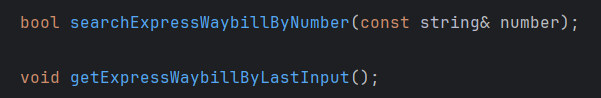 bool searchExpressWaybillByNumber(const string& number);
void getExpressWaybillByLastInput();